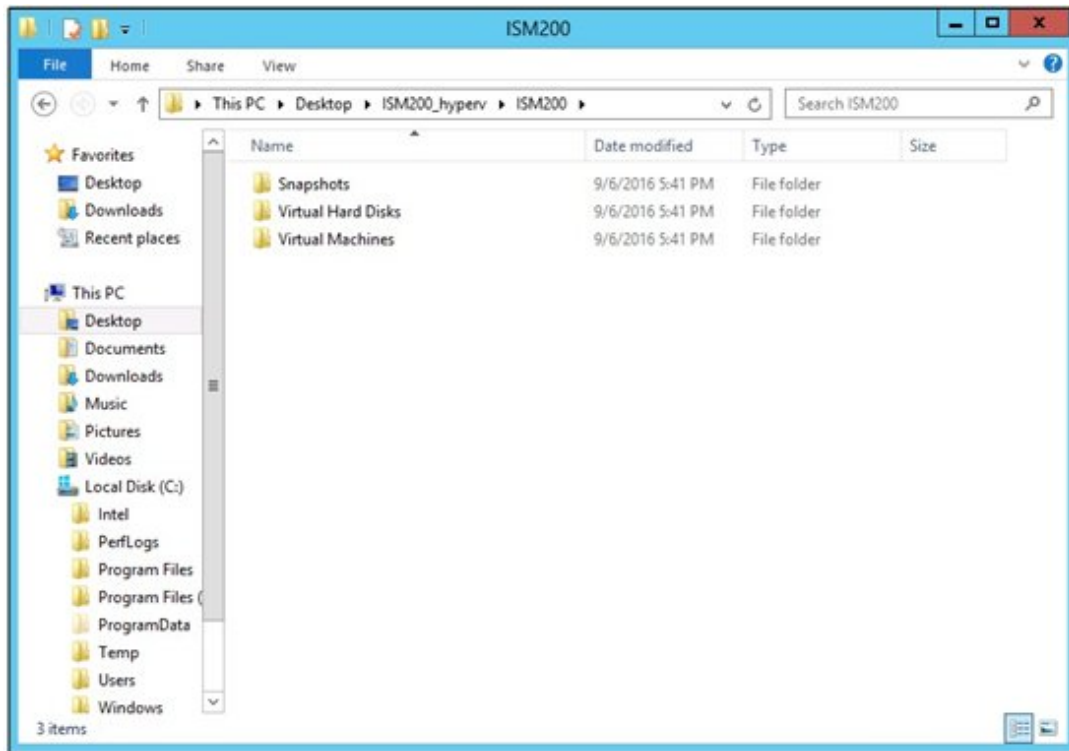 ISM200
File Home Share View
This PC Desktop ISM200_hyperv ISM200 Search ISM200
Name Date modified Type Size
Snapshots 9/6/2016 5:41 PM File folder
Virtual Hard Disks 9/6/2016 5:41 PM File folder
Virtual Machines 9/6/2016 5:41 PM File folder
Favorites
Desktop
Downloads
Recent places
This PC
Desktop
Documents
Downloads
Music
Pictures
Videos
Local Disk (C:)
Intel
PerfLogs
Program Files
Program Files (
ProgramData
Temp
Users
Windows
3 items